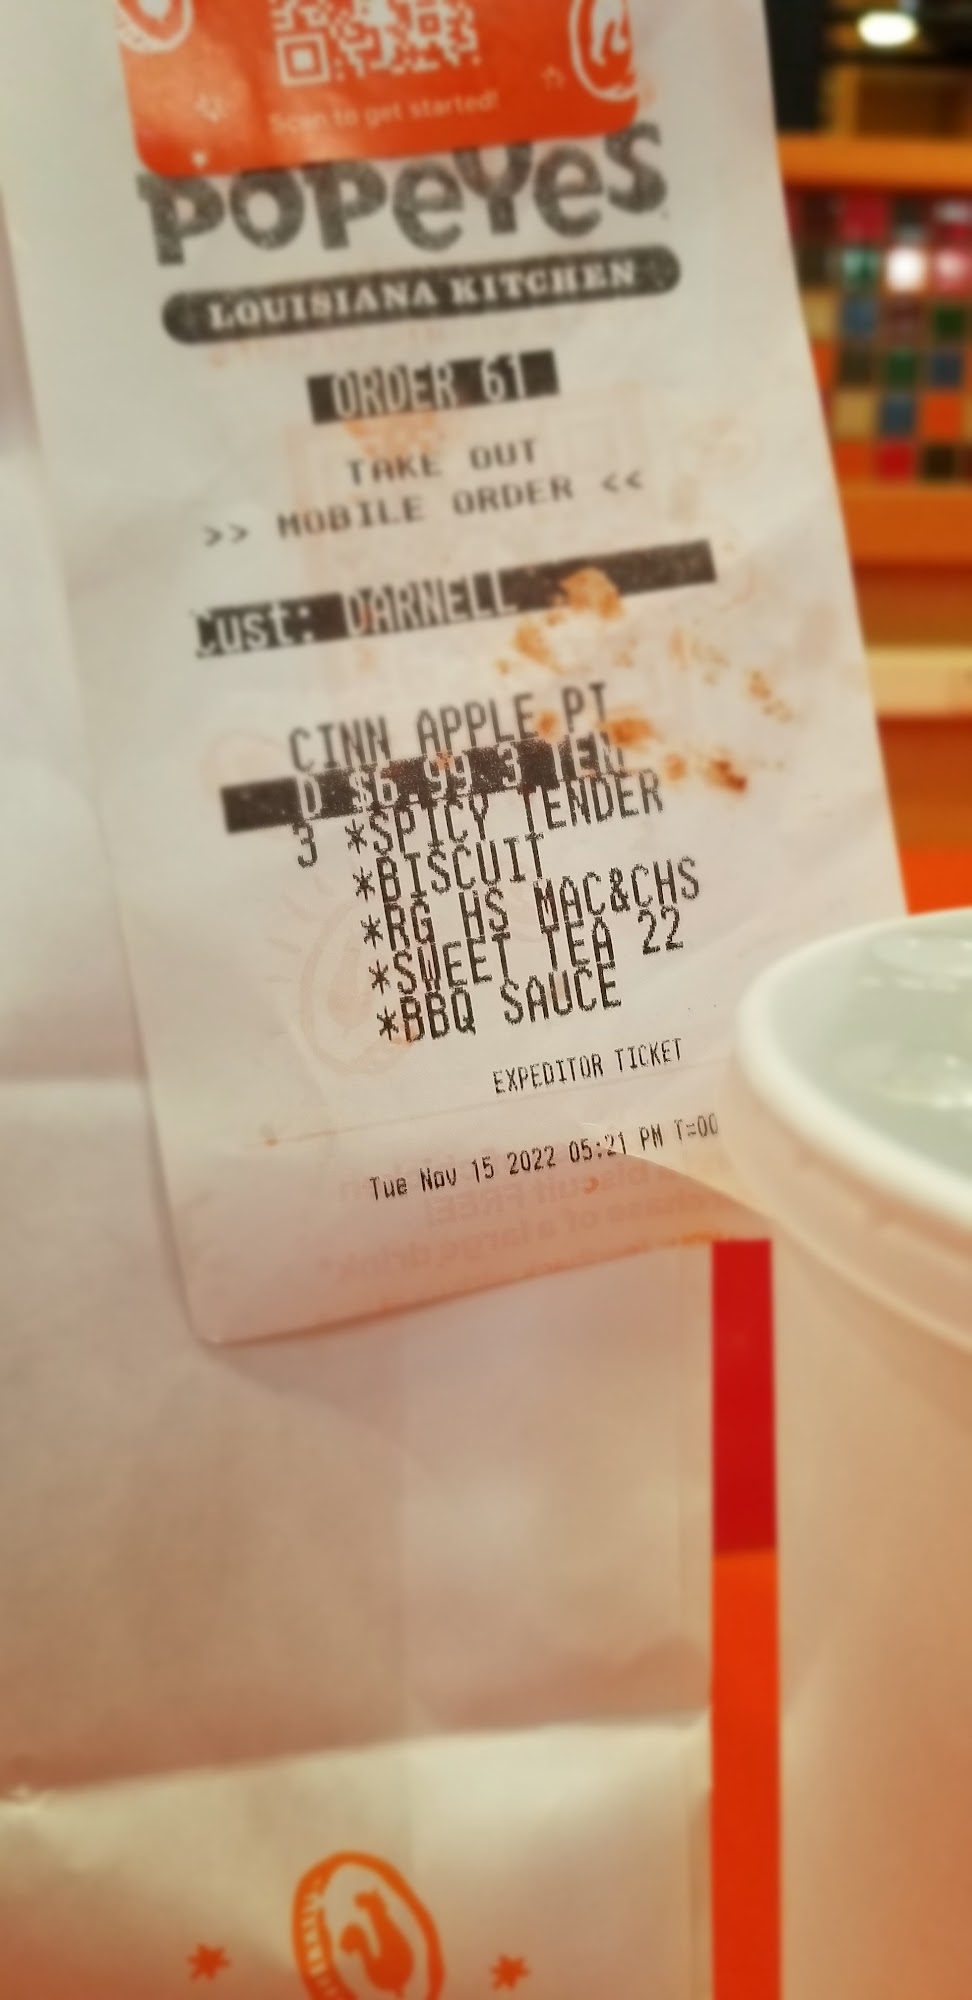 Scan to get started!
POPEYES
LOUISIANA KITCHEN
ORDER 61
TAKE OUT
>> MOBILE ORDER <<
Cust: DARNELL
CINN APPLE PI
D $6.99 3 TEN
3 *SPICY TENDER
*BISCUIT
*RG HS MAC&CHS
*SWEET TEA 22
*BBQ SAUCE
EXPEDITOR TICKET
Tue Nov 15 2022 05:21 PM T=00